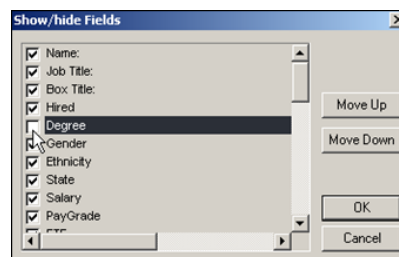 Show/hide Fields
Name:
Job Title:
Box Title:
Hired
Degree
Gender
Ethnicity
State
Salary
PayGrade
Move Up
Move Down
OK
Cancel